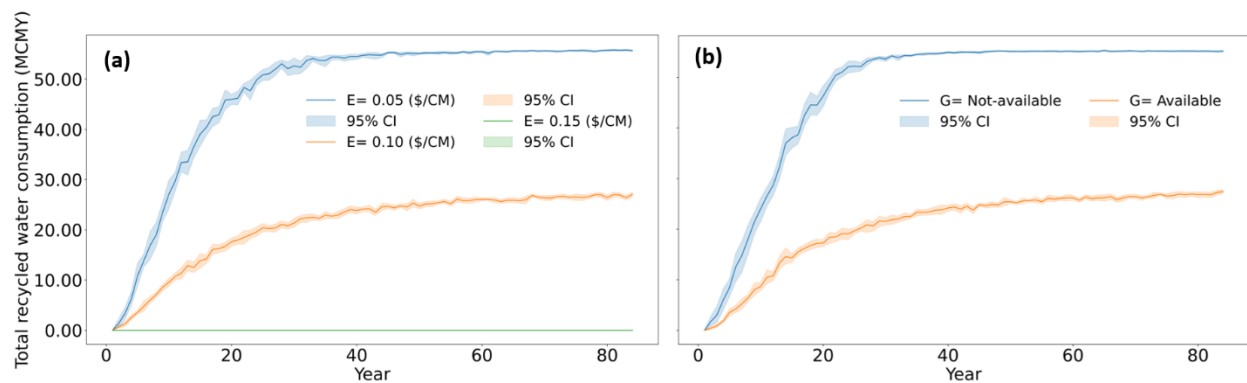 Total recycled water consumption (MCMY)
(a)
50.00
40.00
30.00
20.00
10.00
0.00
E= 0.05 ($/CM)
95% CI
E= 0.10 ($/CM)
95% CI
E= 0.15 ($/CM)
95% CI
0 20 40 60 80
Year
(b)
G= Not-available
95% CI
G= Available
95% CI
0 20 40 60 80
Year